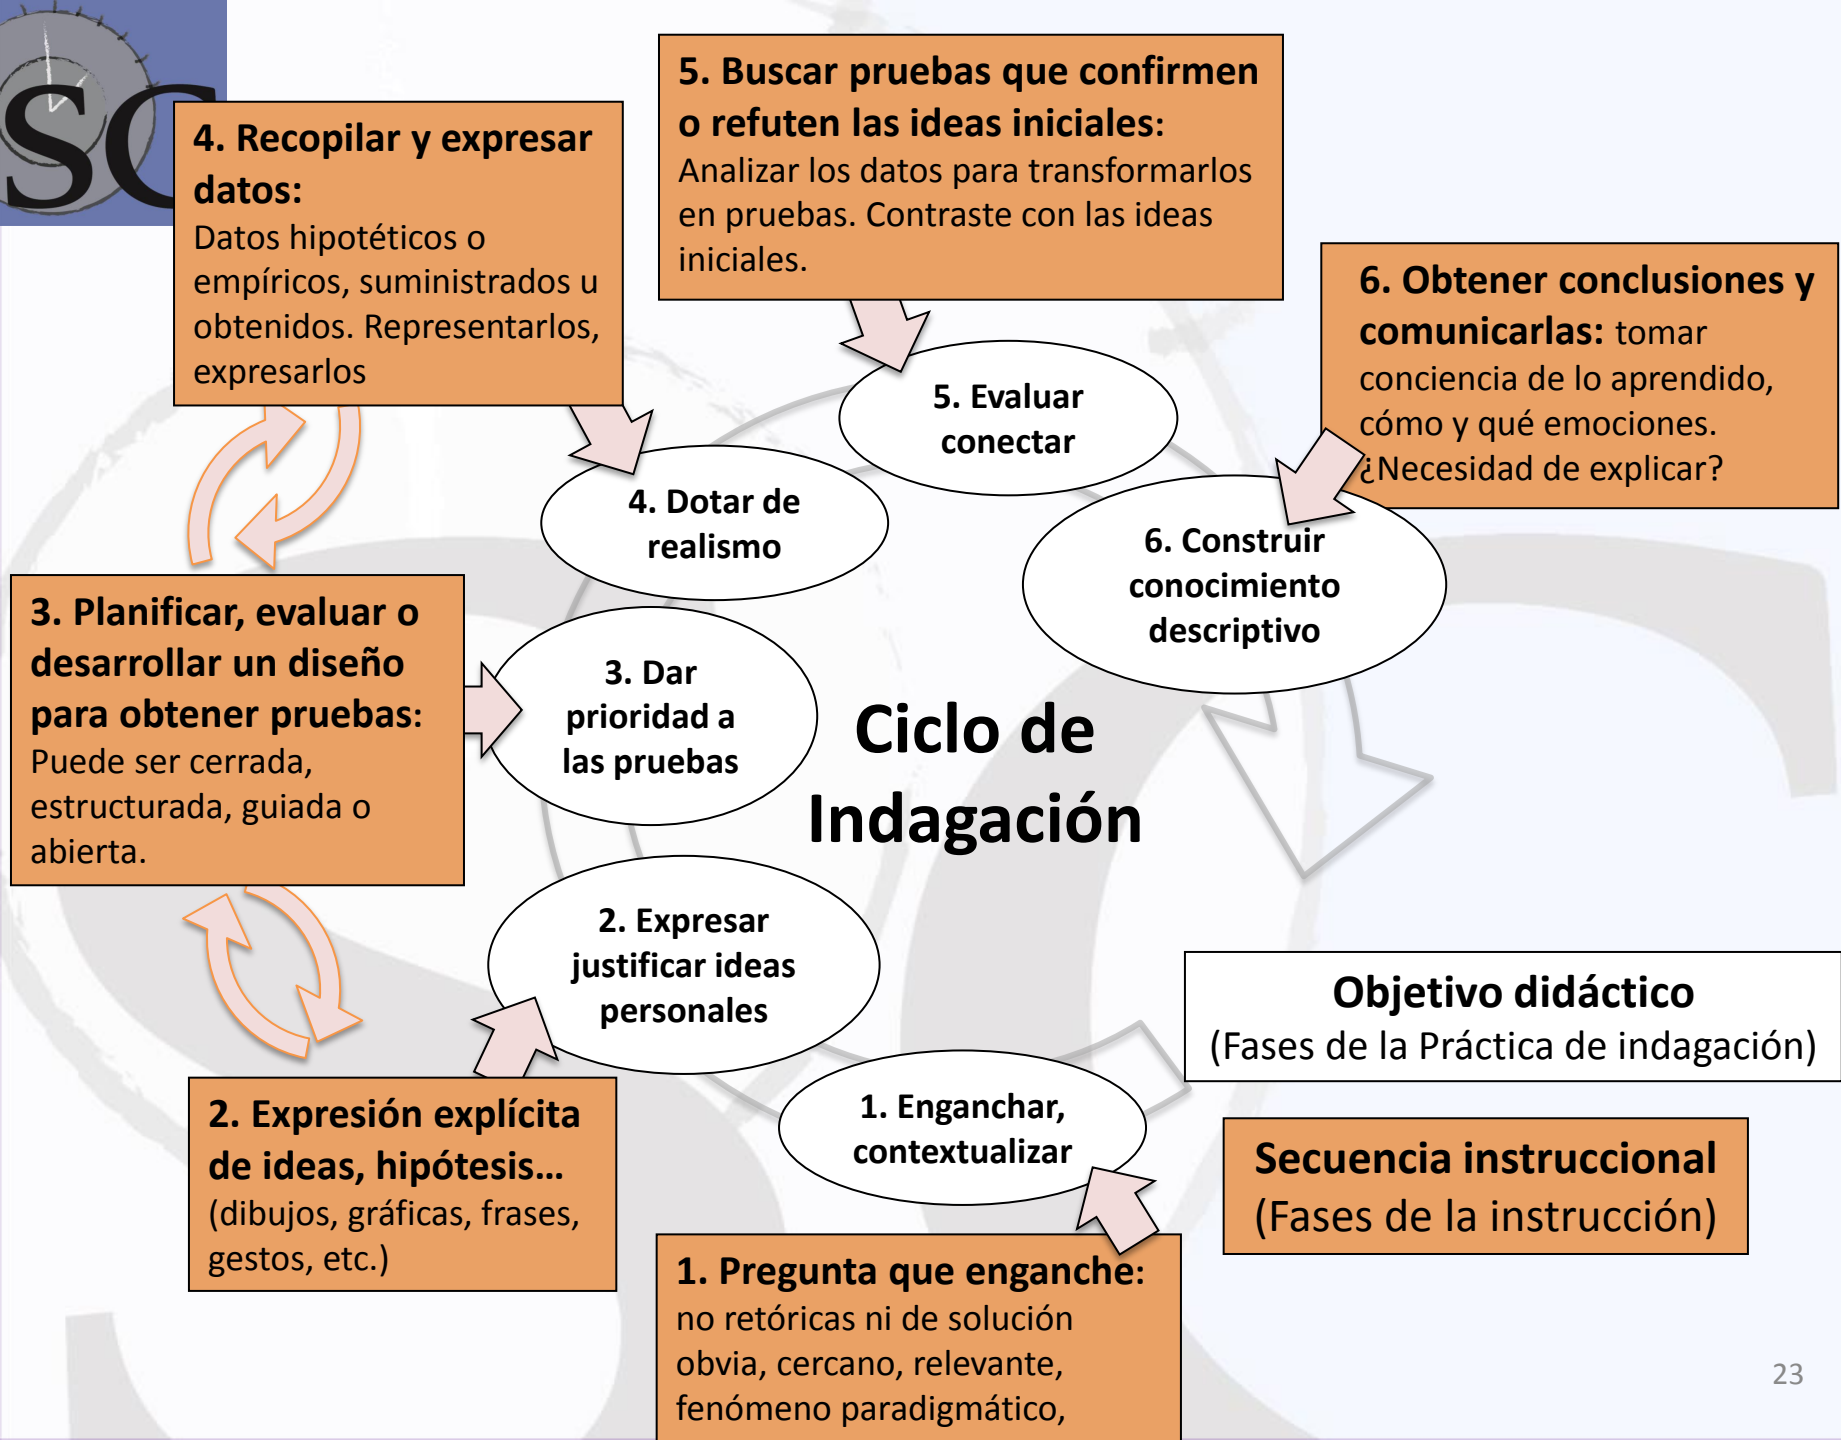 SC
5. Buscar pruebas que confirmen
o refuten las ideas iniciales:
Analizar los datos para transformarlos
en pruebas. Contraste con las ideas
iniciales.
4. Recopilar y expresar
datos:
Datos hipotéticos o
empíricos, suministrados u
obtenidos. Representarlos,
expresarlos
6. Obtener conclusiones y
comunicarlas: tomar
conciencia de lo aprendido,
cómo y qué emociones.
¿Necesidad de explicar?
5. Evaluar
conectar
4. Dotar de
realismo
6. Construir
conocimiento
descriptivo
3. Planificar, evaluar o
desarrollar un diseño
para obtener pruebas:
Puede ser cerrada,
estructurada, guiada o
abierta.
3. Dar
prioridad a
las pruebas
Ciclo de
Indagación
2. Expresar
justificar ideas
personales
Objetivo didáctico
(Fases de la Práctica de indagación)
1. Enganchar,
contextualizar
2. Expresión explícita
de ideas, hipótesis...
(dibujos, gráficas, frases,
gestos, etc.)
Secuencia instruccional
(Fases de la instrucción)
1. Pregunta que enganche:
no retóricas ni de solución
obvia, cercano, relevante,
fenómeno paradigmático,
23